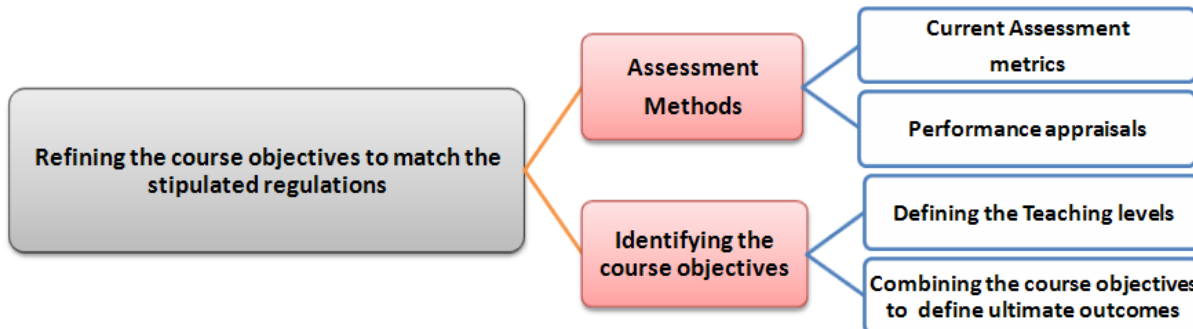 Refining the course objectives to match the
stipulated regulations
Assessment
Methods
Current Assessment
metrics
Performance appraisals
Identifying the
course objectives
Defining the Teaching levels
Combining the course objectives
to define ultimate outcomes